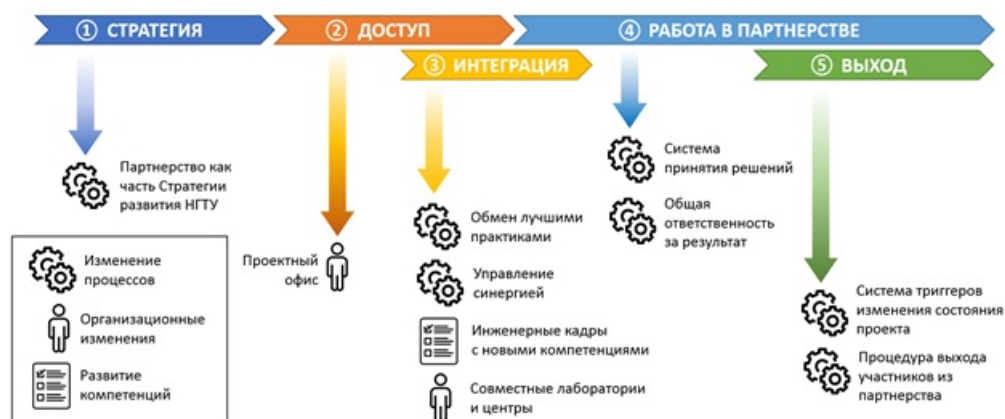 ① СТРАТЕГИЯ
② ДОСТУП
④ РАБОТА В ПАРТНЕРСТВЕ
③ ИНТЕГРАЦИЯ
⑤ ВЫХОД
Партнерство как
часть Стратегии
развития НГТУ
Изменение
процессов
Организационные
изменения
Развитие
компетенций
Проектный
офис
Обмен лучшими
практиками
Управление
синергией
Инженерные кадры
с новыми компетенциями
Совместные лаборатории
и центры
Система
принятия решений
Общая
ответственность
за результат
Система триггеров
изменения состояния
проекта
Процедура выхода
участников из
партнерства